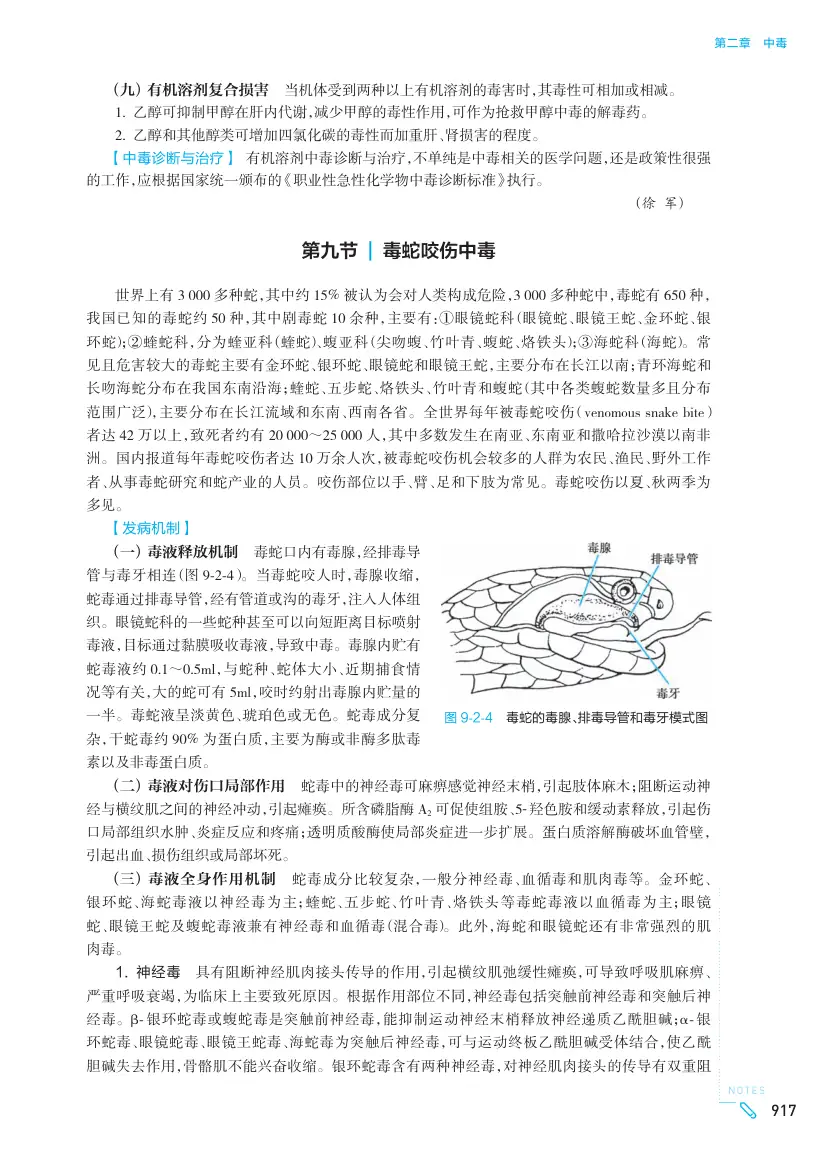 第二章 中毒
（九）有机溶剂复合损害 当机体受到两种以上有机溶剂的毒害时,其毒性可相加或相减。
1. 乙醇可抑制甲醇在肝内代谢,减少甲醇的毒性作用,可作为抢救甲醇中毒的解毒药。
2. 乙醇和其他醇类可增加四氯化碳的毒性而加重肝、肾损害的程度。
【中毒诊断与治疗】 有机溶剂中毒诊断与治疗,不单纯是中毒相关的医学问题,还是政策性很强
的工作,应根据国家统一颁布的《职业性急性化学物中毒诊断标准》执行。
（徐 军）
第九节 | 毒蛇咬伤中毒
世界上有 3 000 多种蛇,其中约 15% 被认为会对人类构成危险,3 000 多种蛇中,毒蛇有 650 种,
我国已知的毒蛇约 50 种,其中剧毒蛇 10 余种,主要有:①眼镜蛇科(眼镜蛇、眼镜王蛇、金环蛇、银
环蛇);②蝰蛇科,分为蝰亚科(蝰蛇)、蝮亚科(尖吻蝮、竹叶青、蝮蛇、烙铁头);③海蛇科(海蛇)。常
见且危害较大的毒蛇主要有金环蛇、银环蛇、眼镜蛇和眼镜王蛇,主要分布在长江以南;青环海蛇和
长吻海蛇分布在我国东南沿海;蝰蛇、五步蛇、烙铁头、竹叶青和蝮蛇(其中各类蝮蛇数量多且分布
范围广泛),主要分布在长江流域和东南、西南各省。全世界每年被毒蛇咬伤(venomous snake bite)
者达 42 万以上,致死者约有 20 000～25 000 人,其中多数发生在南亚、东南亚和撒哈拉沙漠以南非
洲。国内报道每年毒蛇咬伤者达 10 万余人次,被毒蛇咬伤机会较多的人群为农民、渔民、野外工作
者、从事毒蛇研究和蛇产业的人员。咬伤部位以手、臂、足和下肢为常见。毒蛇咬伤以夏、秋两季为
多见。
【发病机制】
（一）毒液释放机制 毒蛇口内有毒腺,经排毒导
管与毒牙相连(图 9-2-4)。当毒蛇咬人时,毒腺收缩,
蛇毒通过排毒导管,经有管道或沟的毒牙,注入人体组
织。眼镜蛇科的一些蛇种甚至可以向短距离目标喷射
毒液,目标通过黏膜吸收毒液,导致中毒。毒腺内贮有
蛇毒液约 0.1～0.5ml,与蛇种、蛇体大小、近期捕食情
况等有关,大的蛇可有 5ml,咬时约射出毒腺内贮量的
一半。毒蛇液呈淡黄色、琥珀色或无色。蛇毒成分复
杂,干蛇毒约 90% 为蛋白质,主要为酶或非酶多肽毒
素以及非毒蛋白质。
毒腺
排毒导管
毒牙
图 9-2-4 毒蛇的毒腺、排毒导管和毒牙模式图
（二）毒液对伤口局部作用 蛇毒中的神经毒可麻痹感觉神经末梢,引起肢体麻木;阻断运动神
经与横纹肌之间的神经冲动,引起瘫痪。所含磷脂酶 A₂ 可促使组胺、5-羟色胺和缓动素释放,引起伤
口局部组织水肿、炎症反应和疼痛;透明质酸酶使局部炎症进一步扩展。蛋白质溶解酶破坏血管壁,
引起出血、损伤组织或局部坏死。
（三）毒液全身作用机制 蛇毒成分比较复杂,一般分神经毒、血循毒和肌肉毒等。金环蛇、
银环蛇、海蛇毒液以神经毒为主;蝰蛇、五步蛇、竹叶青、烙铁头等毒蛇毒液以血循毒为主;眼镜
蛇、眼镜王蛇及蝮蛇毒液兼有神经毒和血循毒(混合毒)。此外,海蛇和眼镜蛇还有非常强烈的肌
肉毒。
1. 神经毒 具有阻断神经肌肉接头传导的作用,引起横纹肌弛缓性瘫痪,可导致呼吸肌麻痹、
严重呼吸衰竭,为临床上主要致死原因。根据作用部位不同,神经毒包括突触前神经毒和突触后神
经毒。β-银环蛇毒或蝮蛇毒是突触前神经毒,能抑制运动神经末梢释放神经递质乙酰胆碱;α-银
环蛇毒、眼镜蛇毒、眼镜王蛇毒、海蛇毒为突触后神经毒,可与运动终板乙酰胆碱受体结合,使乙酰
胆碱失去作用,骨骼肌不能兴奋收缩。银环蛇毒含有两种神经毒,对神经肌肉接头的传导有双重阻
NOTES
917